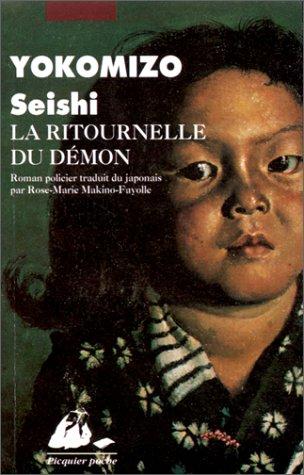 YOKOMIZO
Seishi
LA RITOURNELLE
DU DÉMON
Roman policier traduit du japonais
par Rose-Marie Makino-Fayolle
Picquier poche